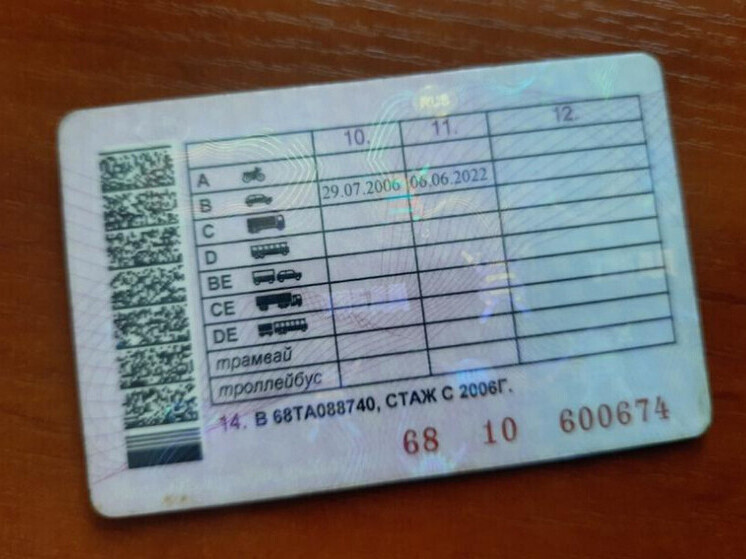 RUS
10. 11. 12.
A
B 29.07.2006 06.06.2022
C
D
BE
CE
DE
трамвай
троллейбус
14. В 68ТА088740, СТАЖ С 2006Г.
68 10 600674